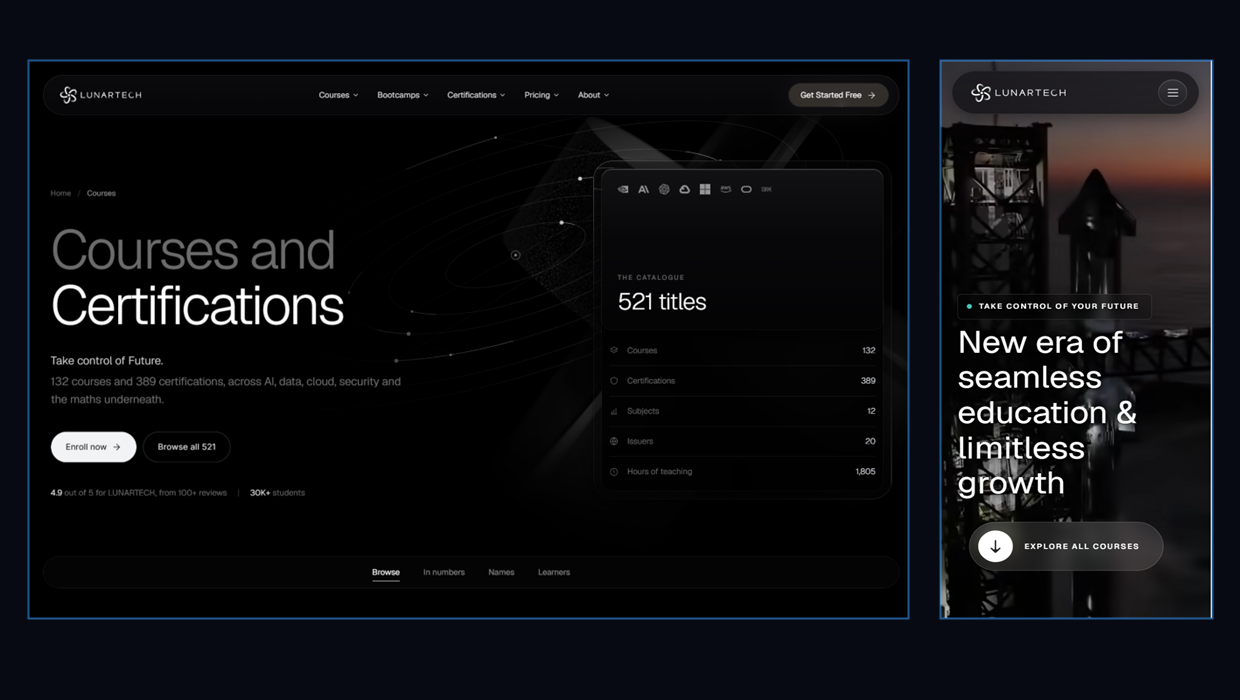 LUNARTECH
Courses
Bootcamps
Certifications
Pricing
About
Get Started Free
Home / Courses
Courses and
Certifications
Take control of Future.
132 courses and 389 certifications, across AI, data, cloud, security and
the maths underneath.
Enroll now
Browse all 521
4.9 out of 5 for LUNARTECH, from 100+ reviews | 30K+ students
aws
IBM
THE CATALOGUE
521 titles
Courses 132
Certifications 389
Subjects 12
Issuers 20
Hours of teaching 1,805
Browse
In numbers
Names
Learners
LUNARTECH
TAKE CONTROL OF YOUR FUTURE
New era of
seamless
education &
limitless
growth
EXPLORE ALL COURSES